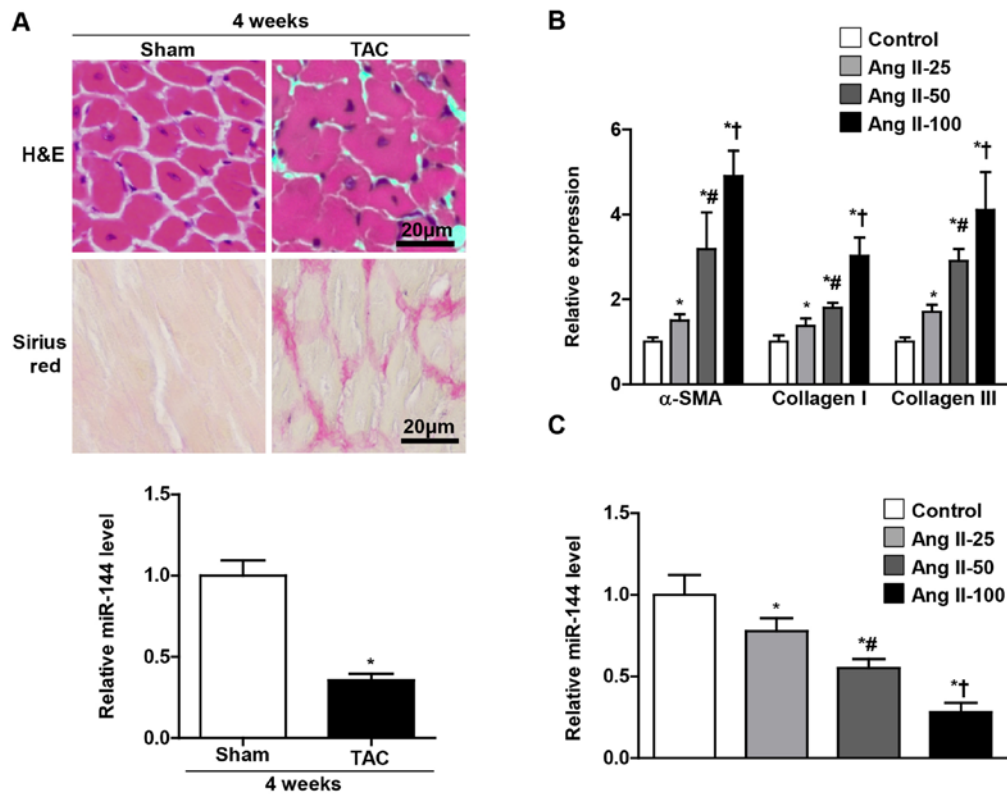 A
4 weeks
Sham
TAC
H&E
20μm
Sirius
red
20μm
Relative miR-144 level
1.5
1.0
0.5
0.0
*
Sham
TAC
4 weeks
B
Control
Ang II-25
Ang II-50
Ang II-100
Relative expression
6
4
2
0
*
*#
*†
*
*#
*†
*
*#
*†
α-SMA
Collagen I
Collagen III
C
Control
Ang II-25
Ang II-50
Ang II-100
Relative miR-144 level
1.5
1.0
0.5
0.0
*
*#
*†